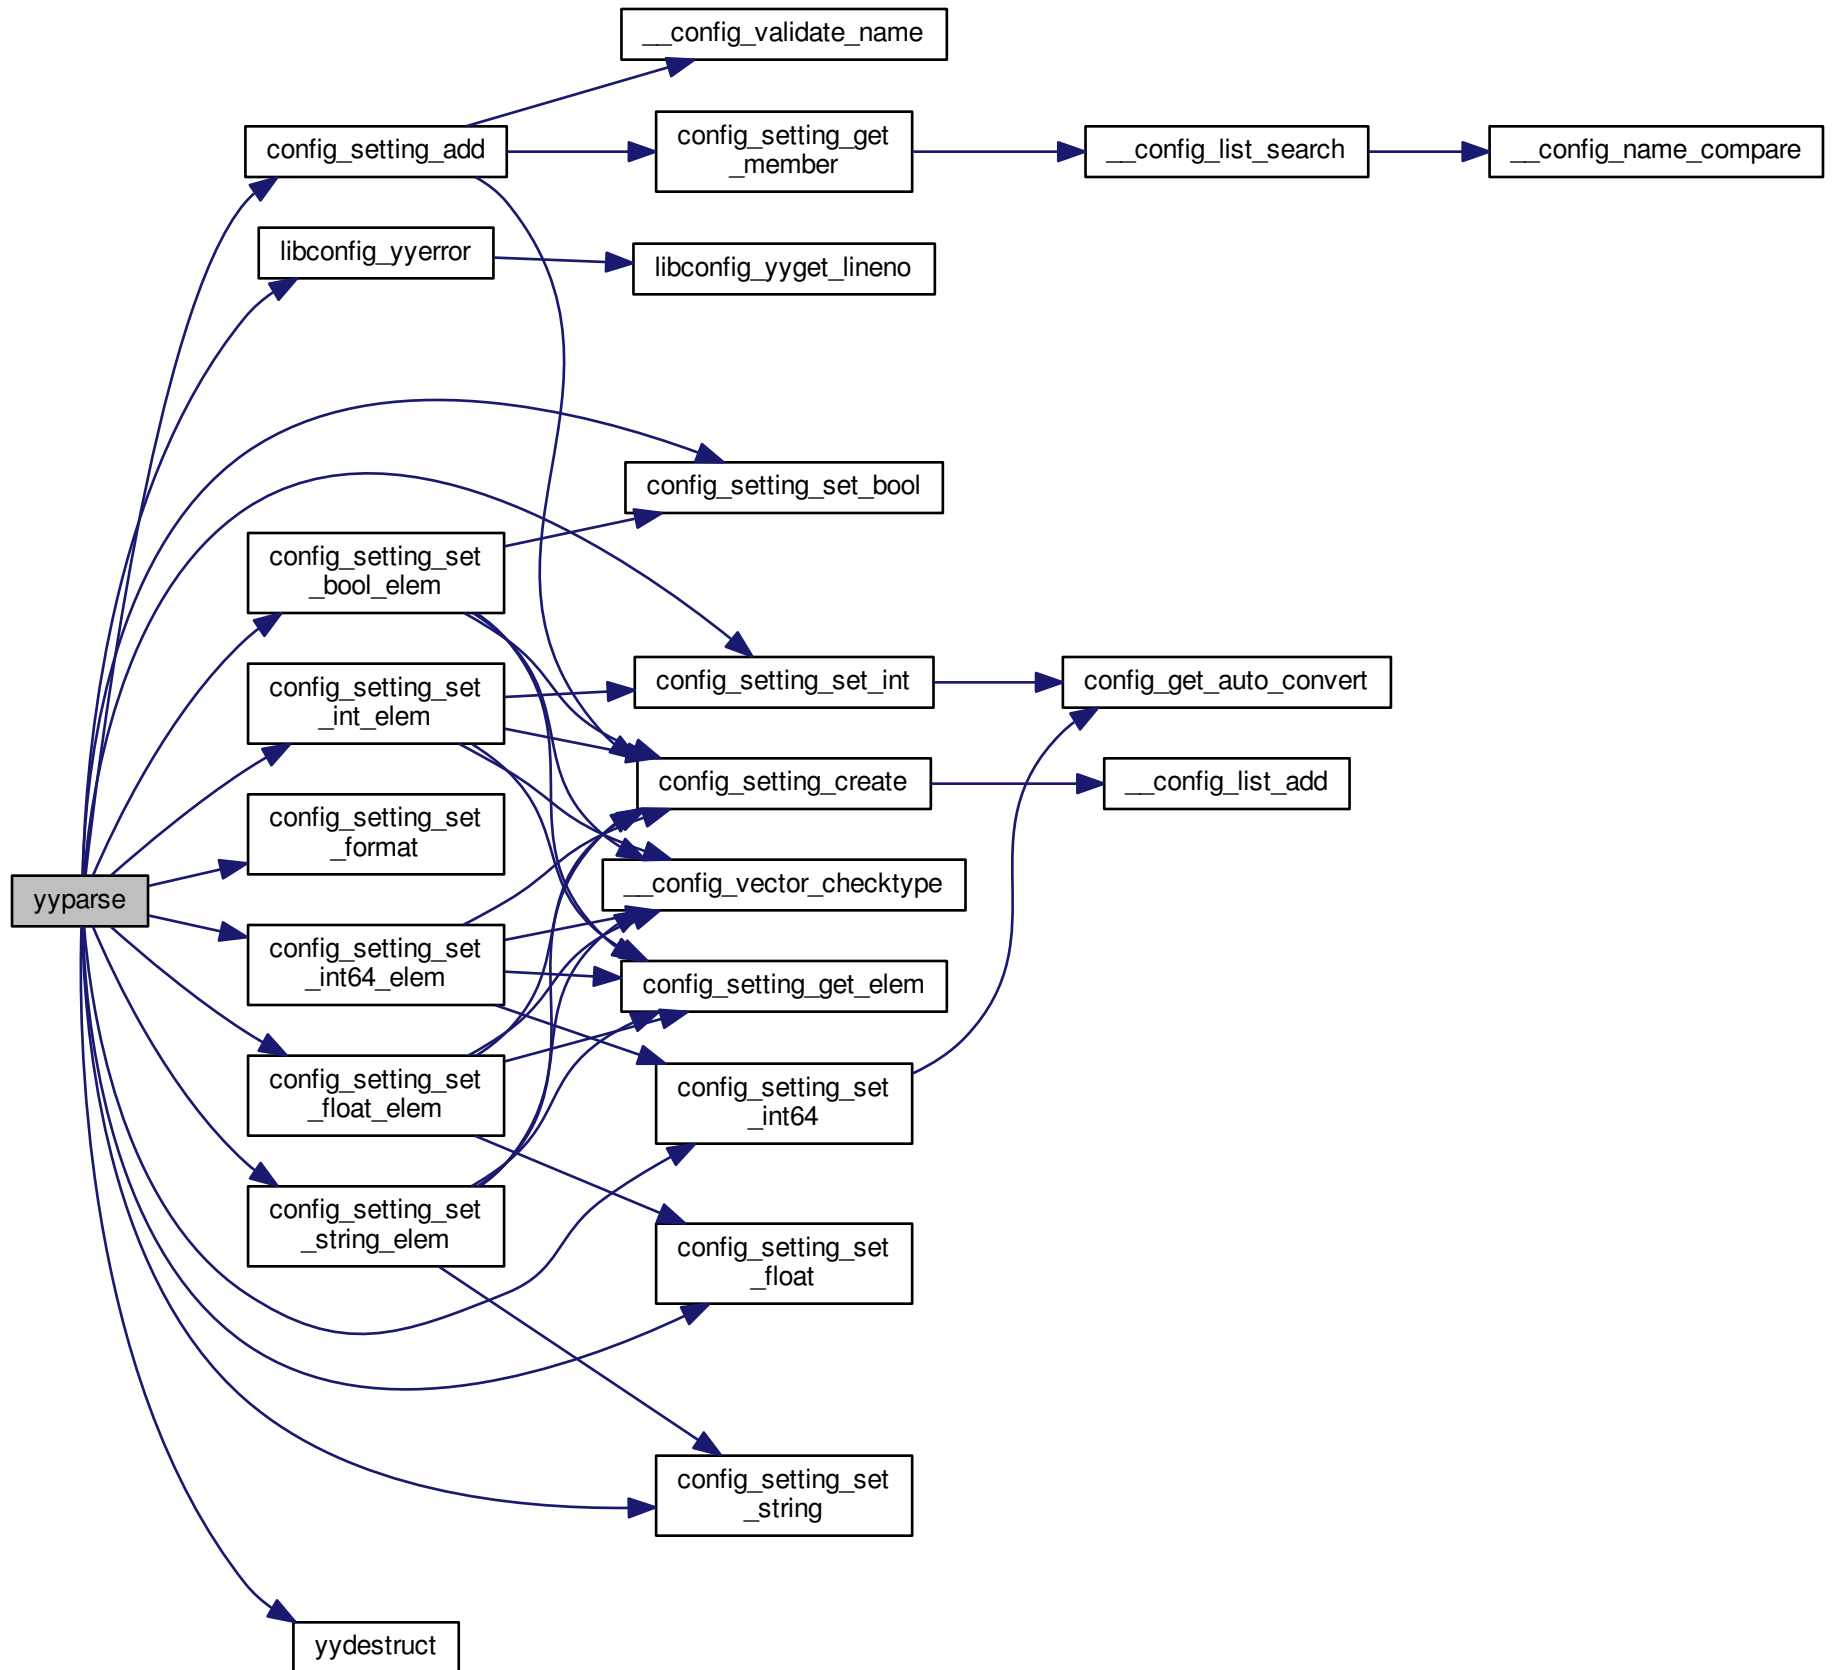 __config_validate_name
config_setting_add
config_setting_get
_member
__config_list_search
__config_name_compare
libconfig_yyerror
libconfig_yyget_lineno
config_setting_set_bool
config_setting_set
_bool_elem
config_setting_set
_int_elem
config_setting_set_int
config_get_auto_convert
config_setting_set
_format
config_setting_create
__config_list_add
yyparse
__config_vector_checktype
config_setting_set
_int64_elem
config_setting_get_elem
config_setting_set
_float_elem
config_setting_set
_int64
config_setting_set
_string_elem
config_setting_set
_float
config_setting_set
_string
yydestruct